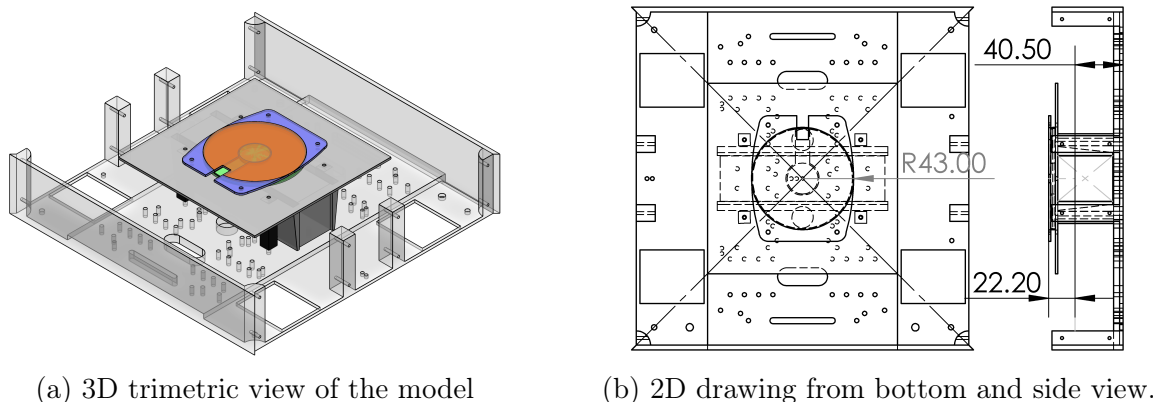 40.50
R43.00
22.20
(a) 3D trimetric view of the model
(b) 2D drawing from bottom and side view.